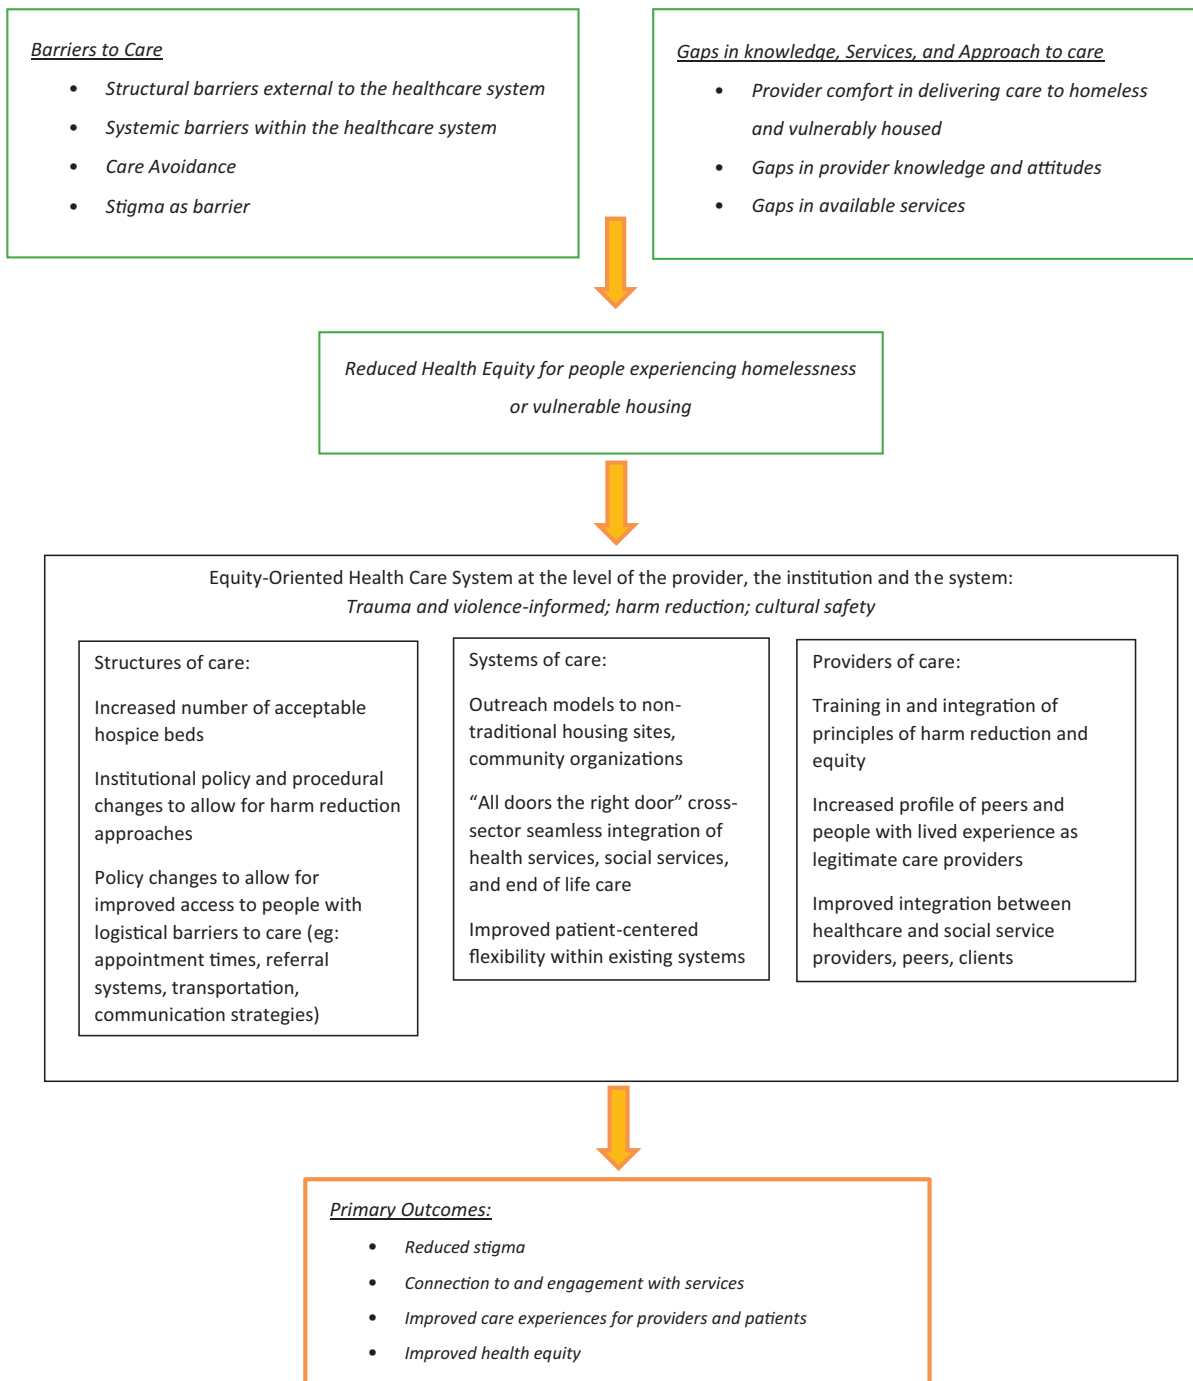 Barriers to Care
• Structural barriers external to the healthcare system
• Systemic barriers within the healthcare system
• Care Avoidance
• Stigma as barrier
Gaps in knowledge, Services, and Approach to care
• Provider comfort in delivering care to homeless
and vulnerably housed
• Gaps in provider knowledge and attitudes
• Gaps in available services
Reduced Health Equity for people experiencing homelessness
or vulnerable housing
Equity-Oriented Health Care System at the level of the provider, the institution and the system:
Trauma and violence-informed; harm reduction; cultural safety
Structures of care:
Increased number of acceptable
hospice beds
Institutional policy and procedural
changes to allow for harm reduction
approaches
Policy changes to allow for
improved access to people with
logistical barriers to care (eg:
appointment times, referral
systems, transportation,
communication strategies)
Systems of care:
Outreach models to non-
traditional housing sites,
community organizations
“All doors the right door” cross-
sector seamless integration of
health services, social services,
and end of life care
Improved patient-centered
flexibility within existing systems
Providers of care:
Training in and integration of
principles of harm reduction and
equity
Increased profile of peers and
people with lived experience as
legitimate care providers
Improved integration between
healthcare and social service
providers, peers, clients
Primary Outcomes:
• Reduced stigma
• Connection to and engagement with services
• Improved care experiences for providers and patients
• Improved health equity